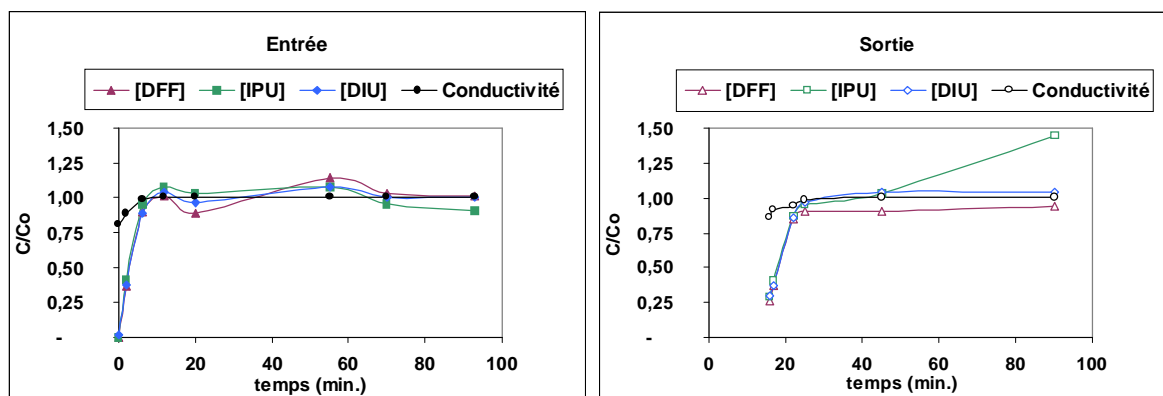 Entrée
[DFF] [IPU] [DIU] Conductivité
1,50
1,25
1,00
0,75
0,50
0,25
-
C/Co
0 20 40 60 80 100
temps (min.)
Sortie
[DFF] [IPU] [DIU] Conductivité
1,50
1,25
1,00
0,75
0,50
0,25
-
C/Co
0 20 40 60 80 100
temps (min.)